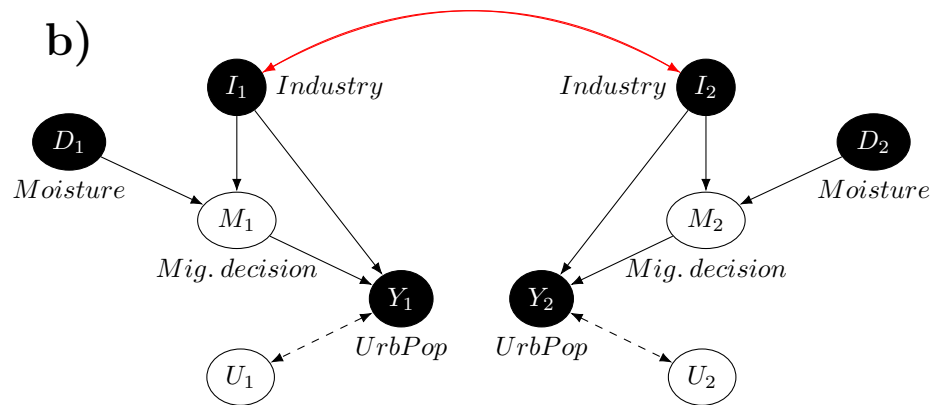 b)
I₁ Industry Industry I₂
D₁ D₂
Moisture Moisture
M₁ M₂
Mig. decision Mig. decision
Y₁ Y₂
UrbPop UrbPop
U₁ U₂